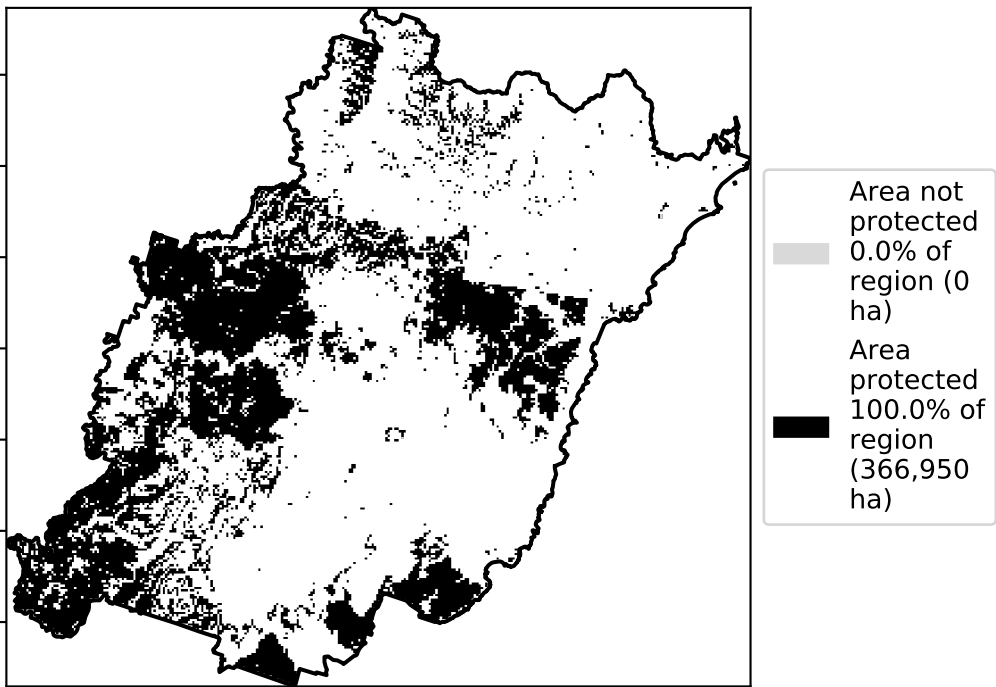 Area not
protected
0.0% of
region (0
ha)
Area
protected
100.0% of
region
(366,950
ha)